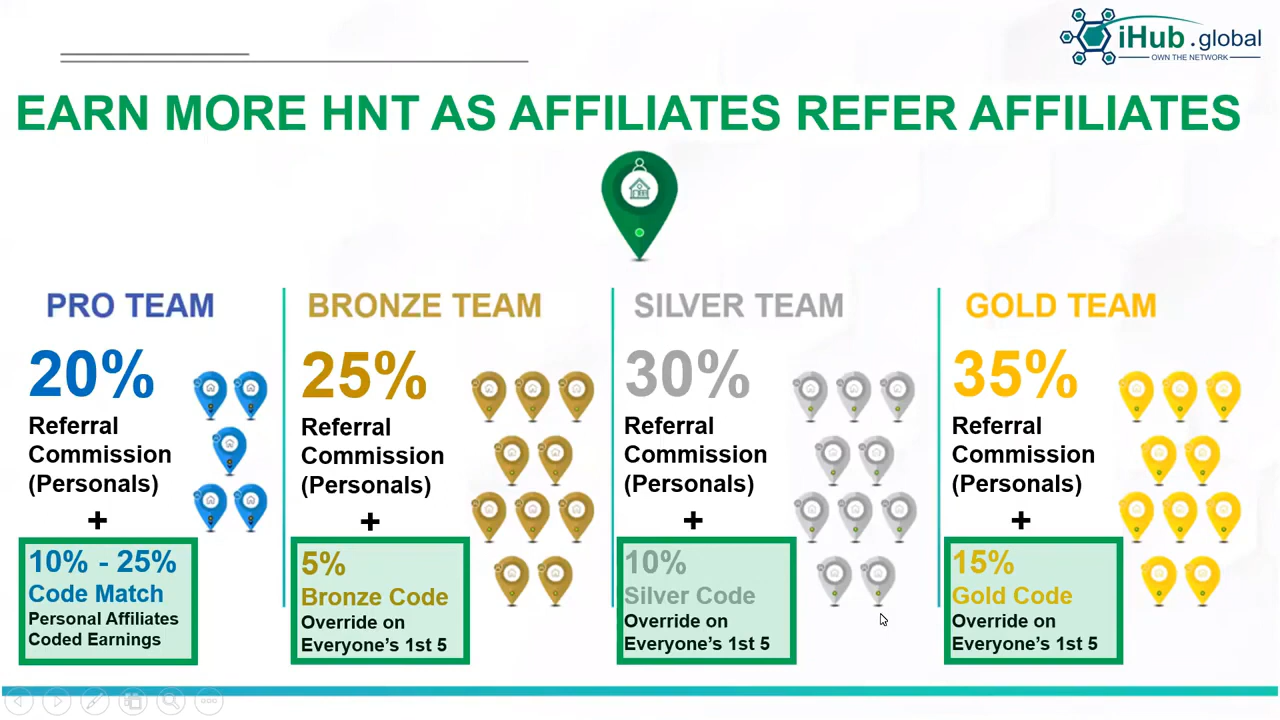 iHub.global
OWN THE NETWORK
EARN MORE HNT AS AFFILIATES REFER AFFILIATES
PRO TEAM
20%
Referral
Commission
(Personals)
+
10% - 25%
Code Match
Personal Affiliates
Coded Earnings
BRONZE TEAM
25%
Referral
Commission
(Personals)
+
5%
Bronze Code
Override on
Everyone's 1st 5
SILVER TEAM
30%
Referral
Commission
(Personals)
+
10%
Silver Code
Override on
Everyone's 1st 5
GOLD TEAM
35%
Referral
Commission
(Personals)
+
15%
Gold Code
Override on
Everyone's 1st 5